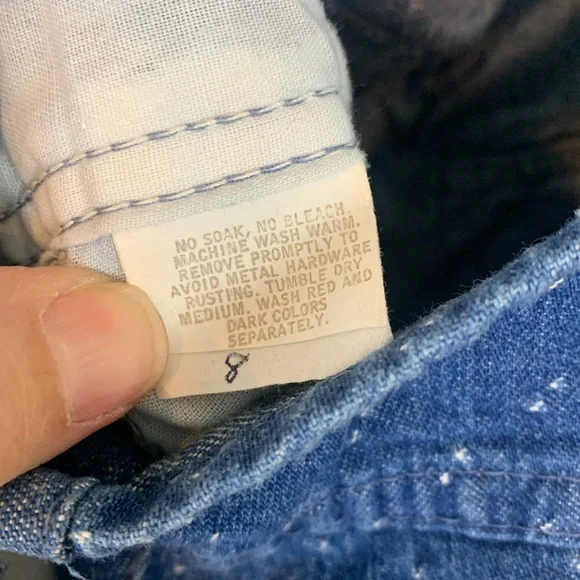 NO SOAK, NO BLEACH
MACHINE WASH WARM.
REMOVE PROMPTLY TO
AVOID METAL HARDWARE
RUSTING. TUMBLE DRY
MEDIUM. WASH RED AND
DARK COLORS
SEPARATELY.
8